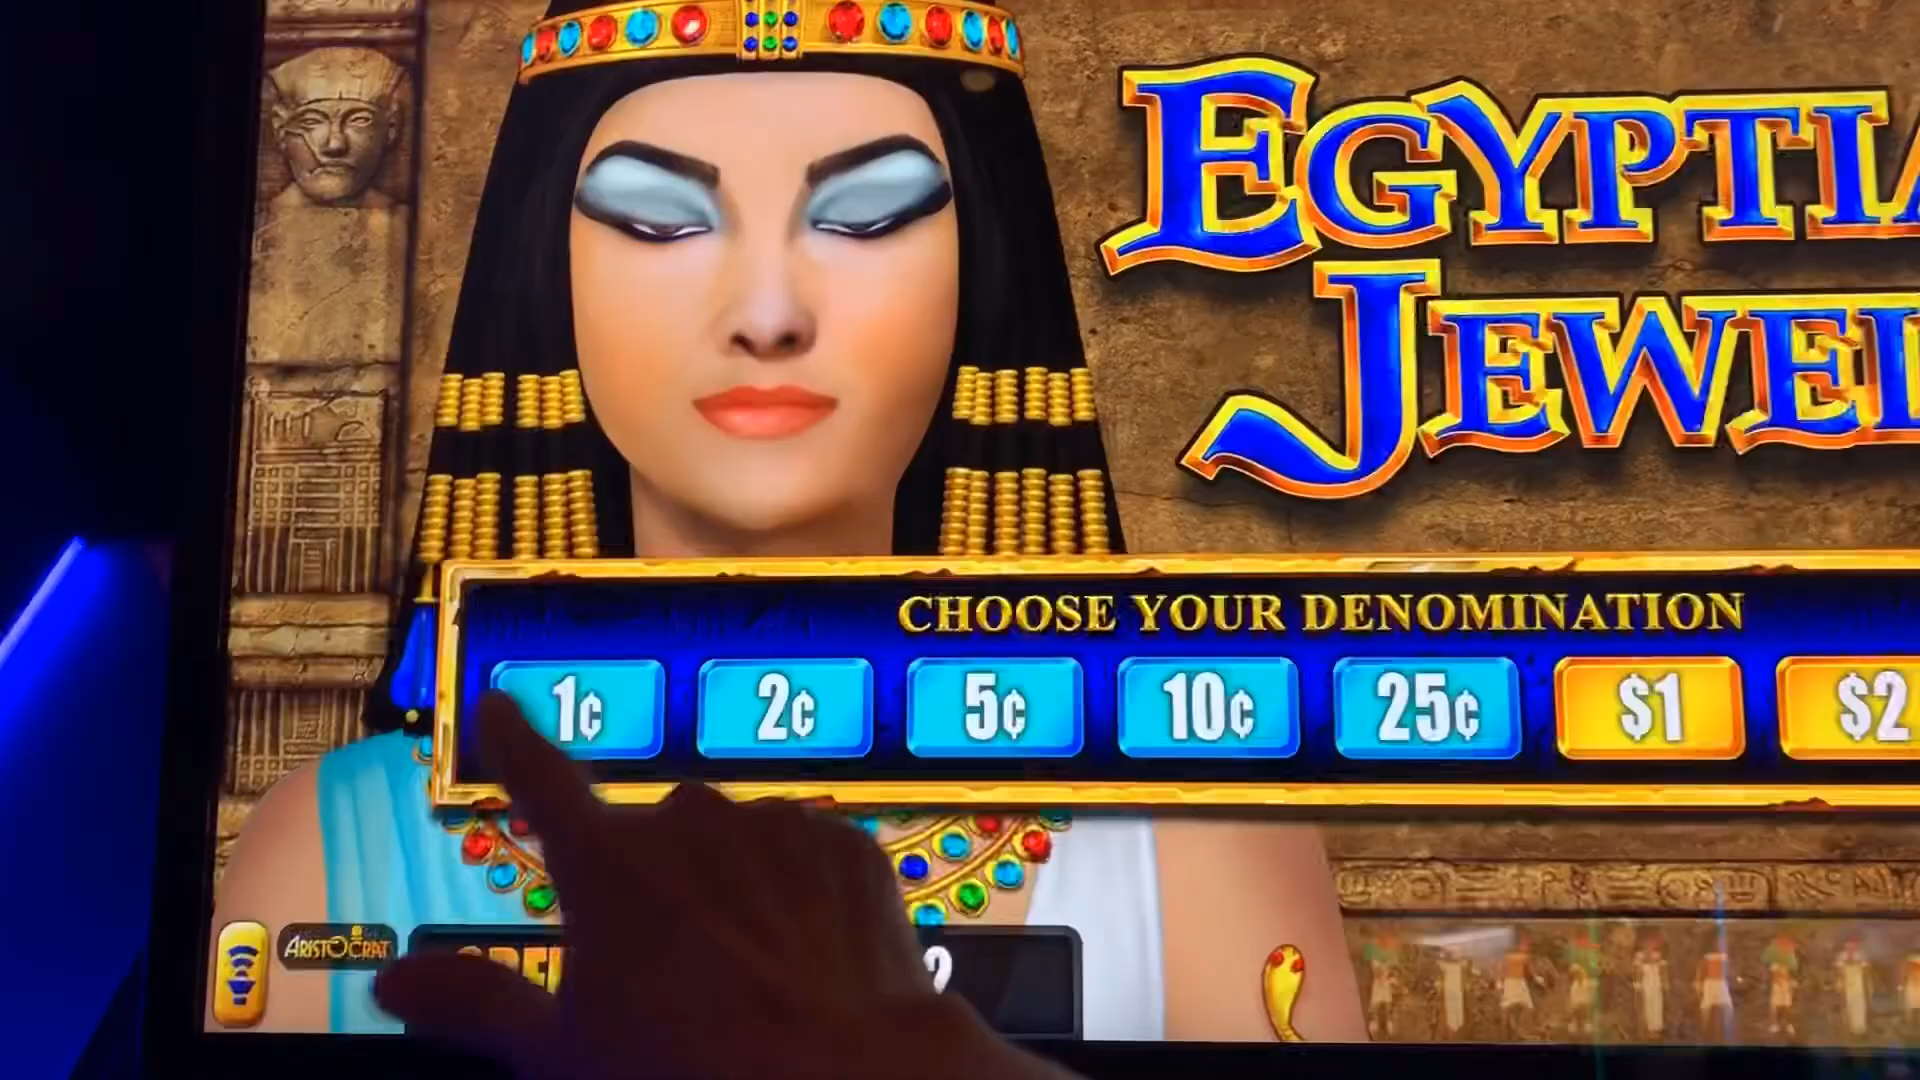 EGYPTIA
JEWEL
CHOOSE YOUR DENOMINATION
1¢ 2¢ 5¢ 10¢ 25¢ $1 $2
ARISTOCRAT